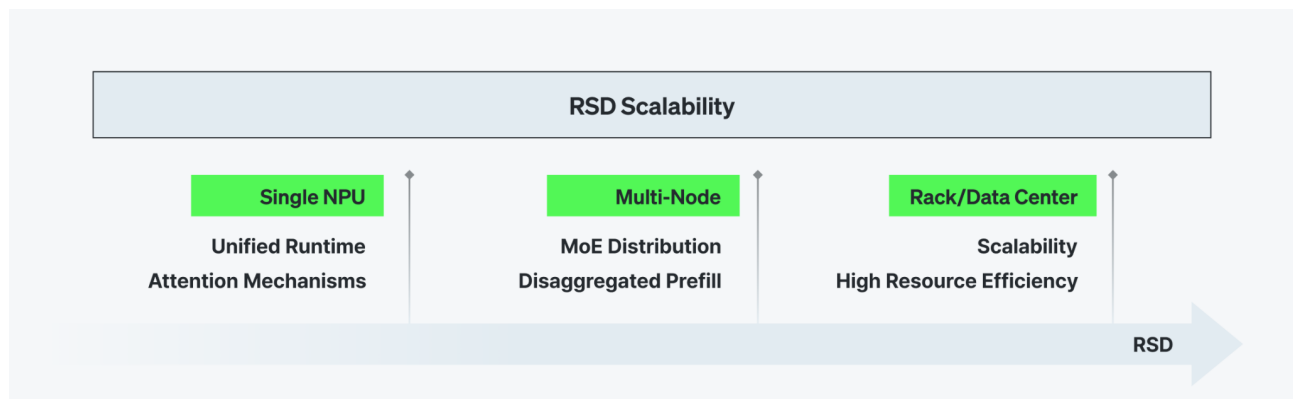 RSD Scalability
Single NPU
Unified Runtime
Attention Mechanisms
Multi-Node
MoE Distribution
Disaggregated Prefill
Rack/Data Center
Scalability
High Resource Efficiency
RSD